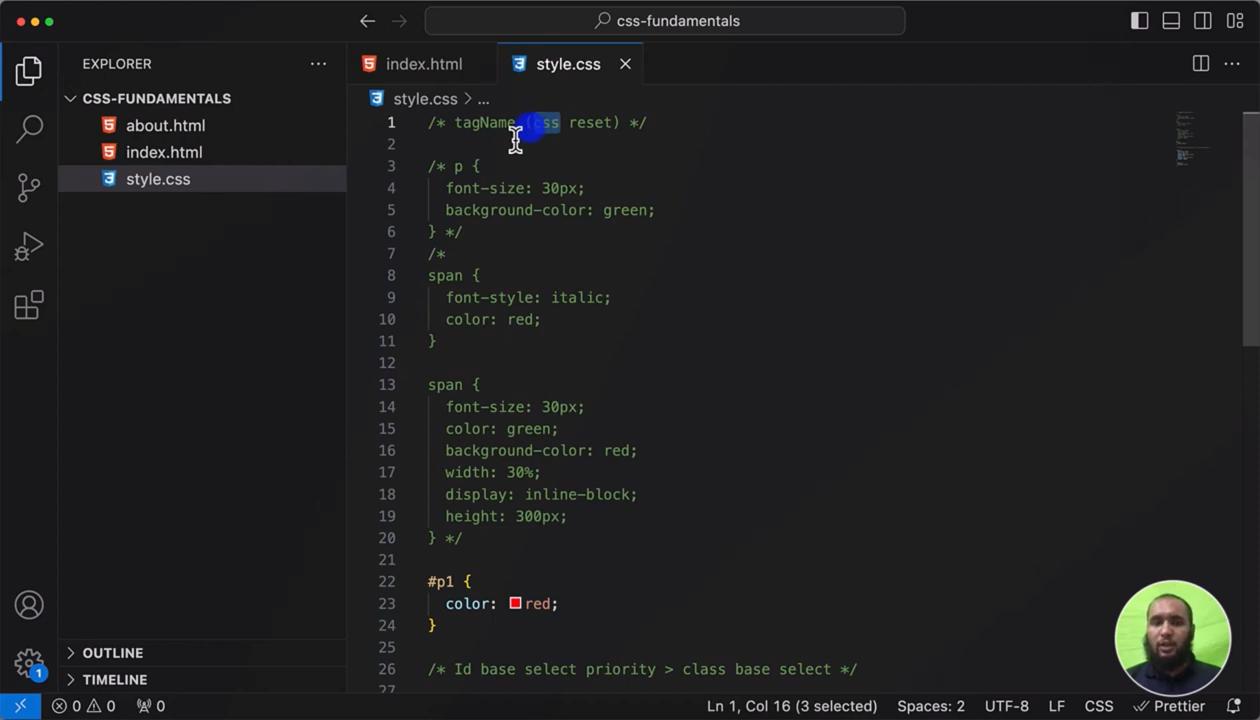 css-fundamentals
EXPLORER
index.html
style.css
CSS-FUNDAMENTALS
about.html
index.html
style.css
style.css > ...
1 /* tagName (css reset) */
2
3 /* p {
4 font-size: 30px;
5 background-color: green;
6 } */
7 /*
8 span {
9 font-style: italic;
10 color: red;
11 }
12
13 span {
14 font-size: 30px;
15 color: green;
16 background-color: red;
17 width: 30%;
18 display: inline-block;
19 height: 300px;
20 } */
21
22 #p1 {
23 color: red;
24 }
25
26 /* Id base select priority > class base select */
27
OUTLINE
TIMELINE
1
0 0 0
Ln 1, Col 16 (3 selected) Spaces: 2 UTF-8 LF CSS Prettier